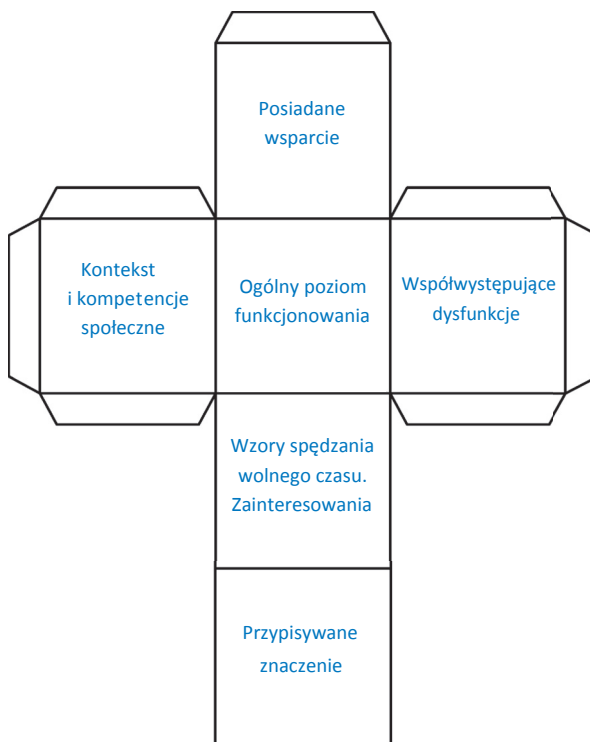 Posiadane
wsparcie
Kontekst
i kompetencje
społeczne
Ogólny poziom
funkcjonowania
Współwystępujące
dysfunkcje
Wzory spędzania
wolnego czasu.
Zainteresowania
Przypisywane
znaczenie